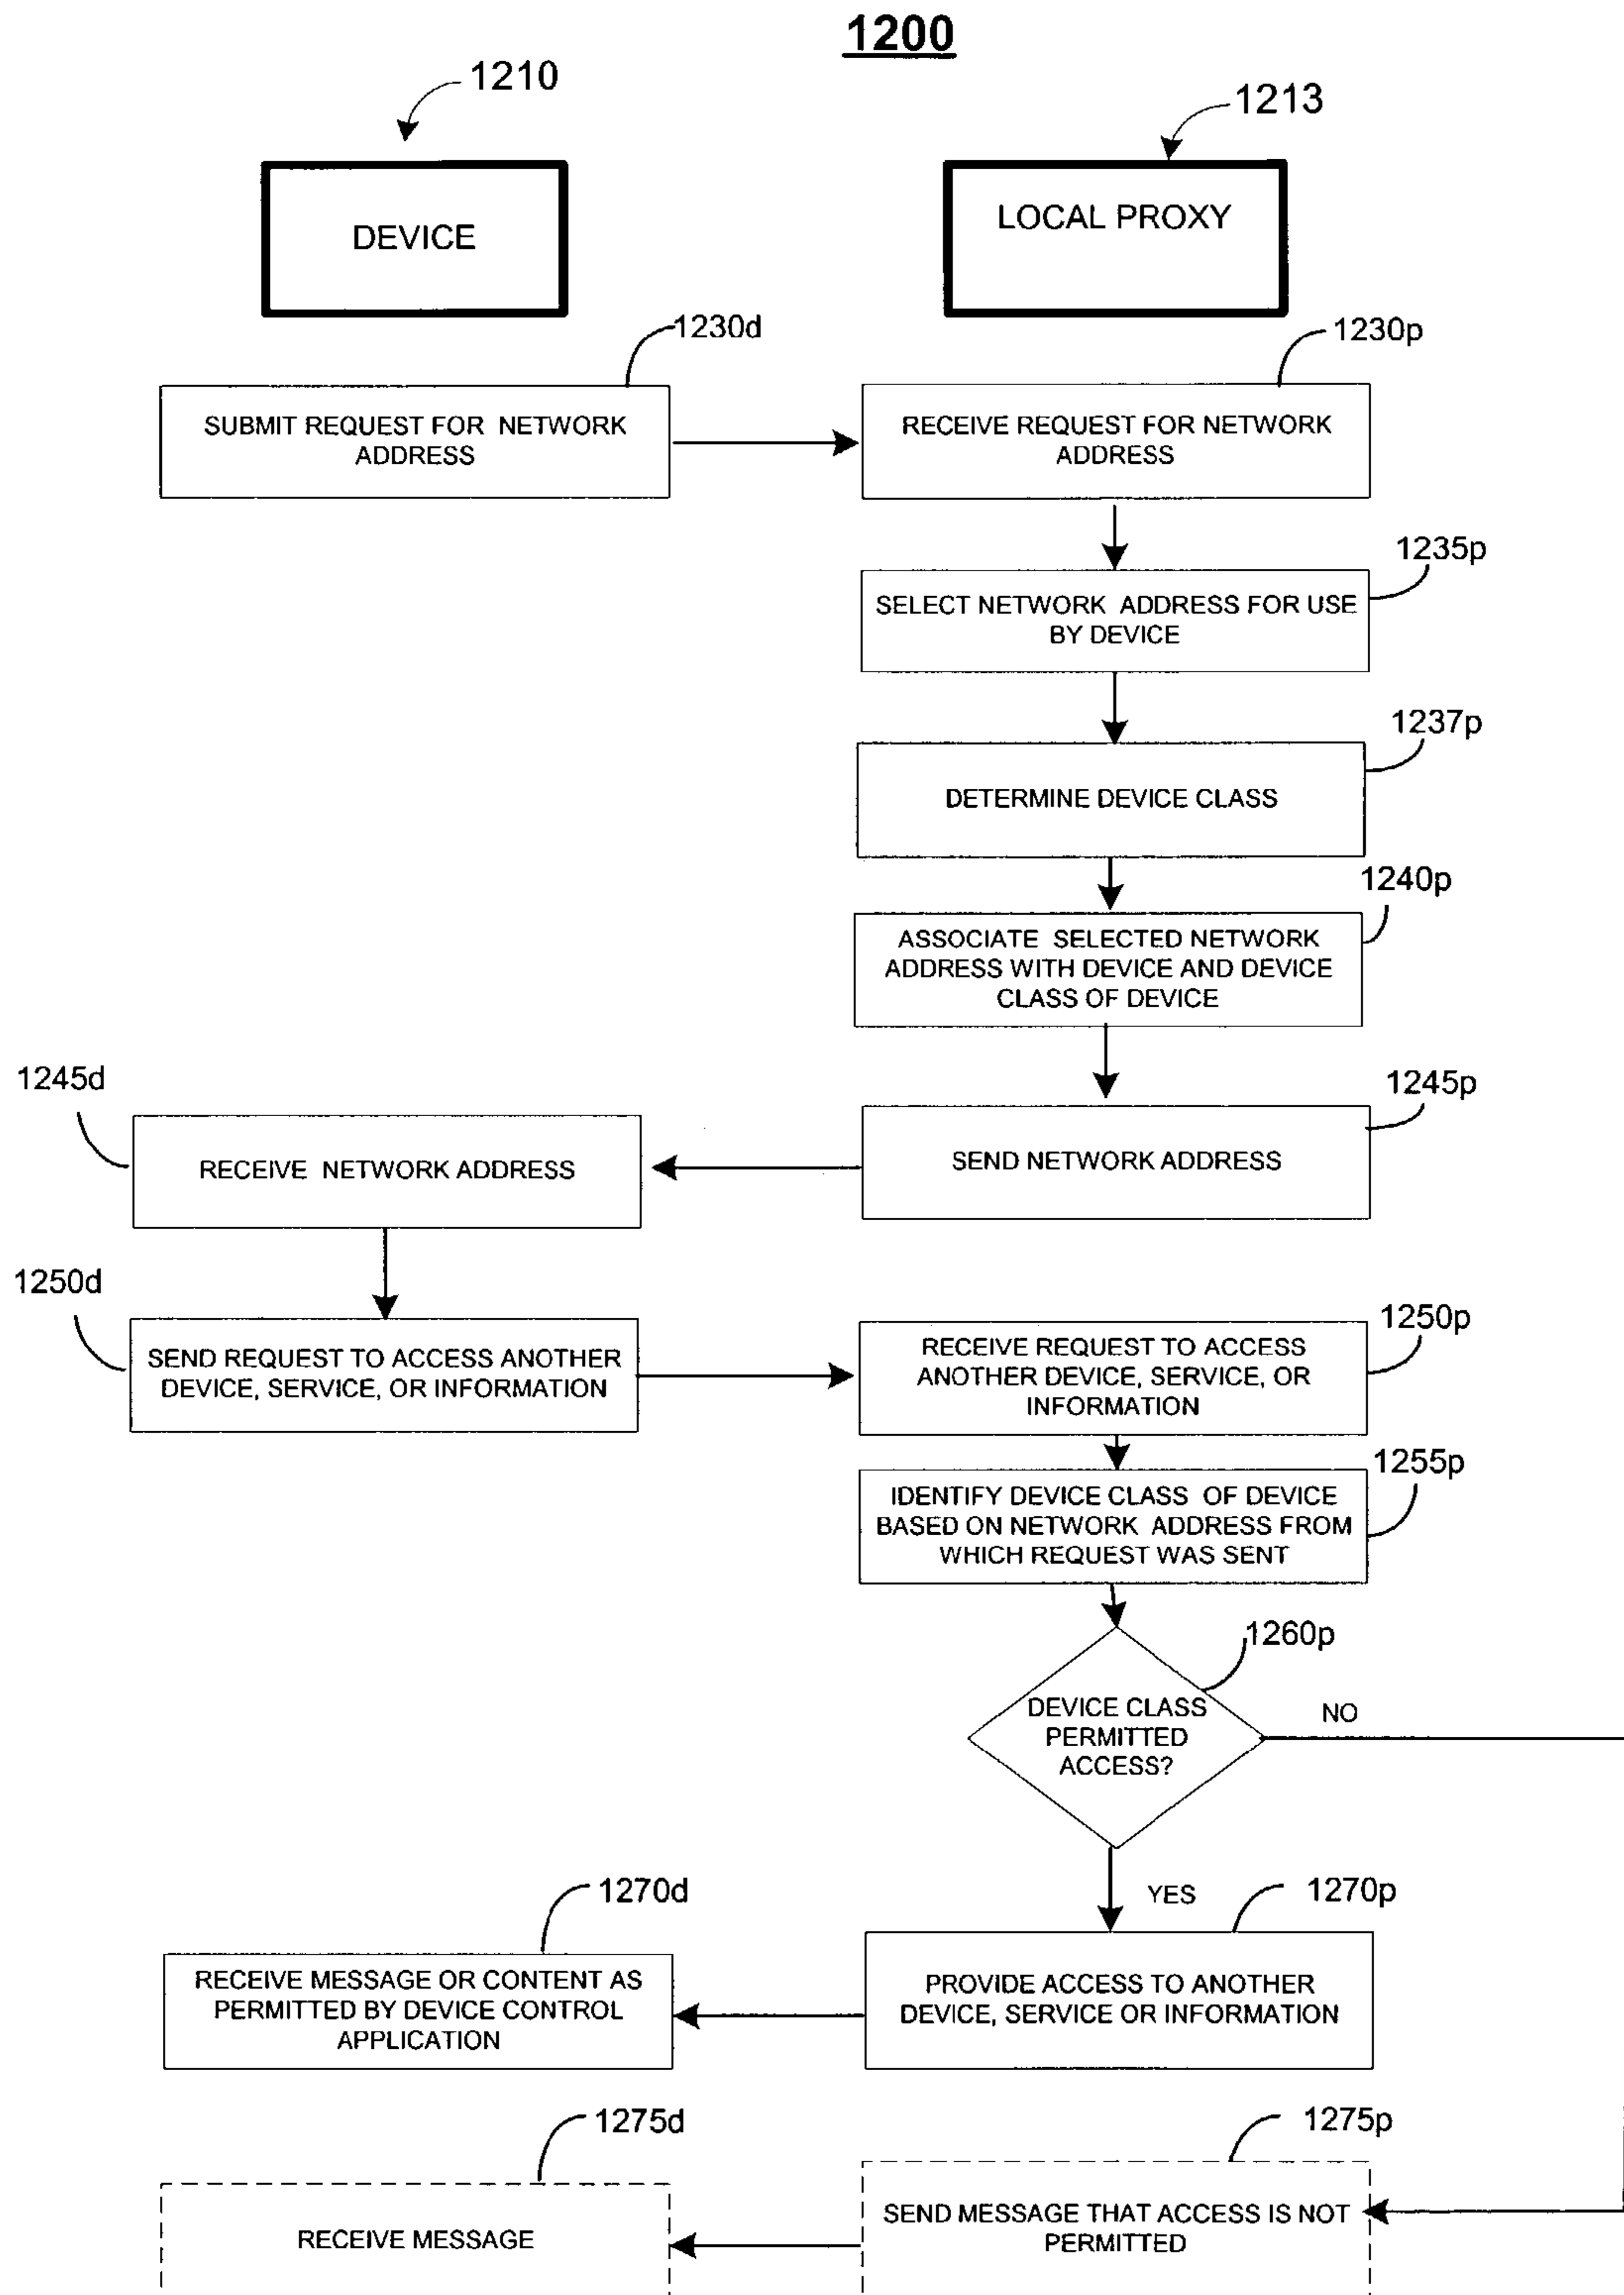 1200
1210
1213
DEVICE
LOCAL PROXY
1230d
1230p
SUBMIT REQUEST FOR NETWORK
ADDRESS
RECEIVE REQUEST FOR NETWORK
ADDRESS
1235p
SELECT NETWORK ADDRESS FOR USE
BY DEVICE
1237p
DETERMINE DEVICE CLASS
1240p
ASSOCIATE SELECTED NETWORK
ADDRESS WITH DEVICE AND DEVICE
CLASS OF DEVICE
1245d
1245p
RECEIVE NETWORK ADDRESS
SEND NETWORK ADDRESS
1250d
1250p
SEND REQUEST TO ACCESS ANOTHER
DEVICE, SERVICE, OR INFORMATION
RECEIVE REQUEST TO ACCESS
ANOTHER DEVICE, SERVICE, OR
INFORMATION
1255p
IDENTIFY DEVICE CLASS OF DEVICE
BASED ON NETWORK ADDRESS FROM
WHICH REQUEST WAS SENT
1260p
DEVICE CLASS
PERMITTED
ACCESS?
NO
YES
1270d
1270p
RECEIVE MESSAGE OR CONTENT AS
PERMITTED BY DEVICE CONTROL
APPLICATION
PROVIDE ACCESS TO ANOTHER
DEVICE, SERVICE OR INFORMATION
1275d
1275p
RECEIVE MESSAGE
SEND MESSAGE THAT ACCESS IS NOT
PERMITTED